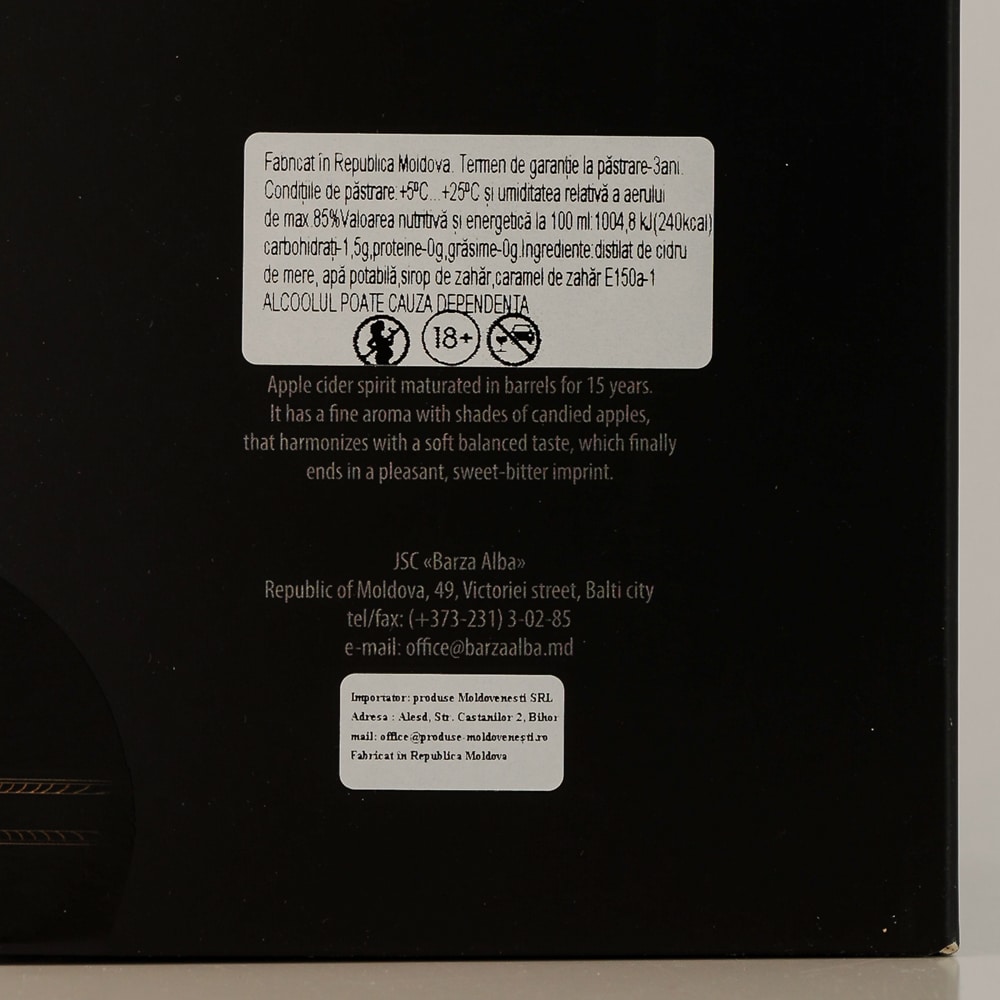 Fabricat în Republica Moldova. Termen de garanție la păstrare-3ani.
Condițiile de păstrare:+5ºC...+25ºC și umiditatea relativă a aerului
de max.85%Valoarea nutritivă și energetică la 100 ml:1004,8 kJ(240kcal)
carbohidrați-1,5g,proteine-0g,grăsime-0g.Ingrediente:distilat de cidru
de mere, apă potabilă,sirop de zahăr,caramel de zahăr E150a-1
ALCOOLUL POATE CAUZA DEPENDENȚA
18+
Apple cider spirit maturated in barrels for 15 years.
It has a fine aroma with shades of candied apples,
that harmonizes with a soft balanced taste, which finally
ends in a pleasant, sweet-bitter imprint.
JSC «Barza Alba»
Republic of Moldova, 49, Victoriei street, Balti city
tel/fax: (+373-231) 3-02-85
e-mail: office@barzaalba.md
Importator: produse Moldovenesti SRL
Adresa : Alesd, Str. Castanilor 2, Bihor
mail: office@produse-moldovenești.ro
Fabricat in Republica Moldova